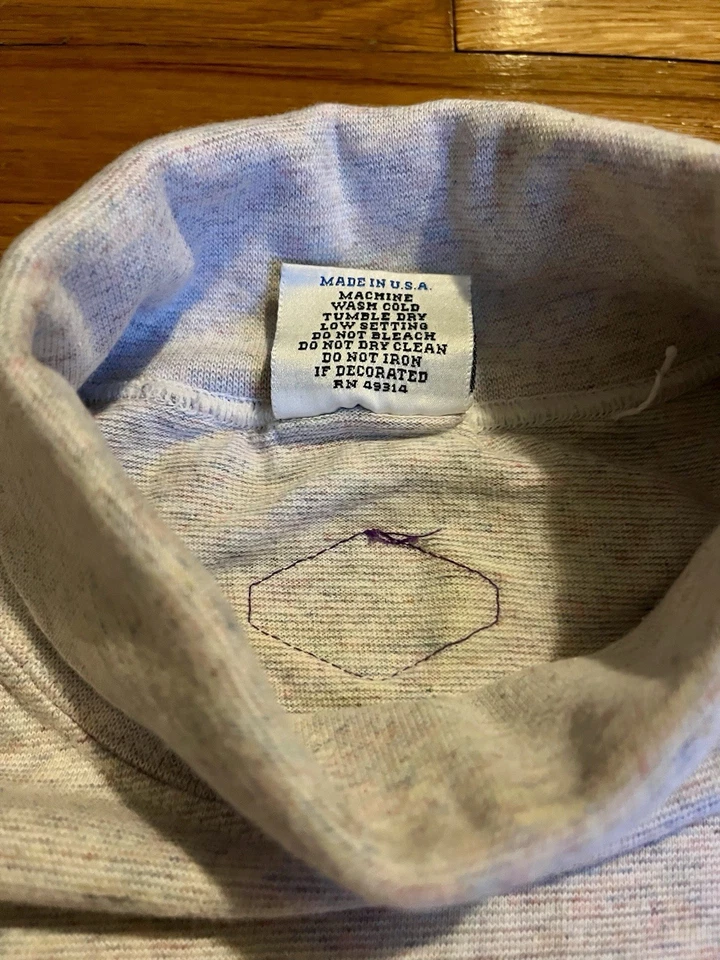 MADE IN U.S.A.
MACHINE
WASH COLD
TUMBLE DRY
LOW SETTING
DO NOT BLEACH
DO NOT DRY CLEAN
DO NOT IRON
IF DECORATED
RN 49314